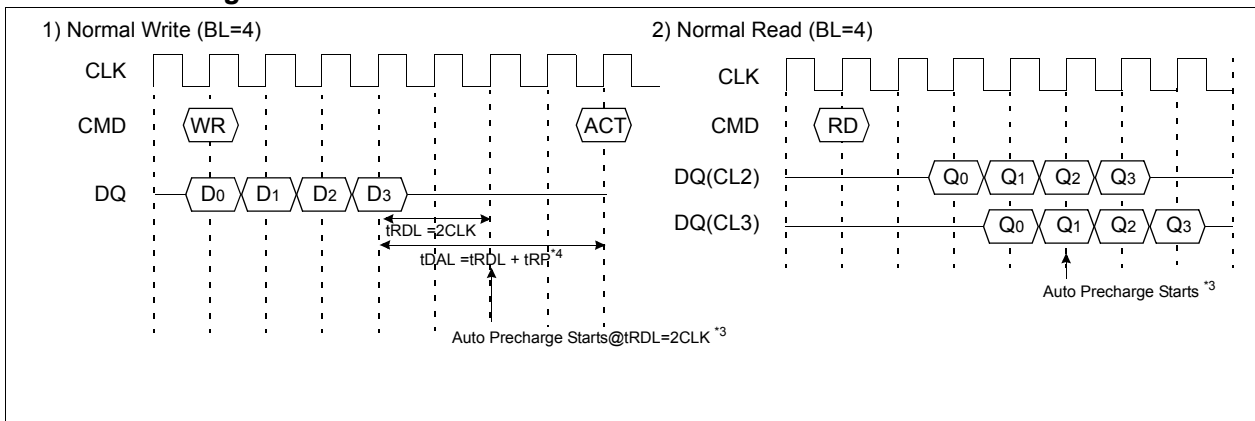 1) Normal Write (BL=4)
CLK
CMD
WR
ACT
DQ
D0
D1
D2
D3
tRDL =2CLK
tDAL =tRDL + tRP*4
Auto Precharge Starts@tRDL=2CLK *3
2) Normal Read (BL=4)
CLK
CMD
RD
DQ(CL2)
Q0
Q1
Q2
Q3
DQ(CL3)
Q0
Q1
Q2
Q3
Auto Precharge Starts *3